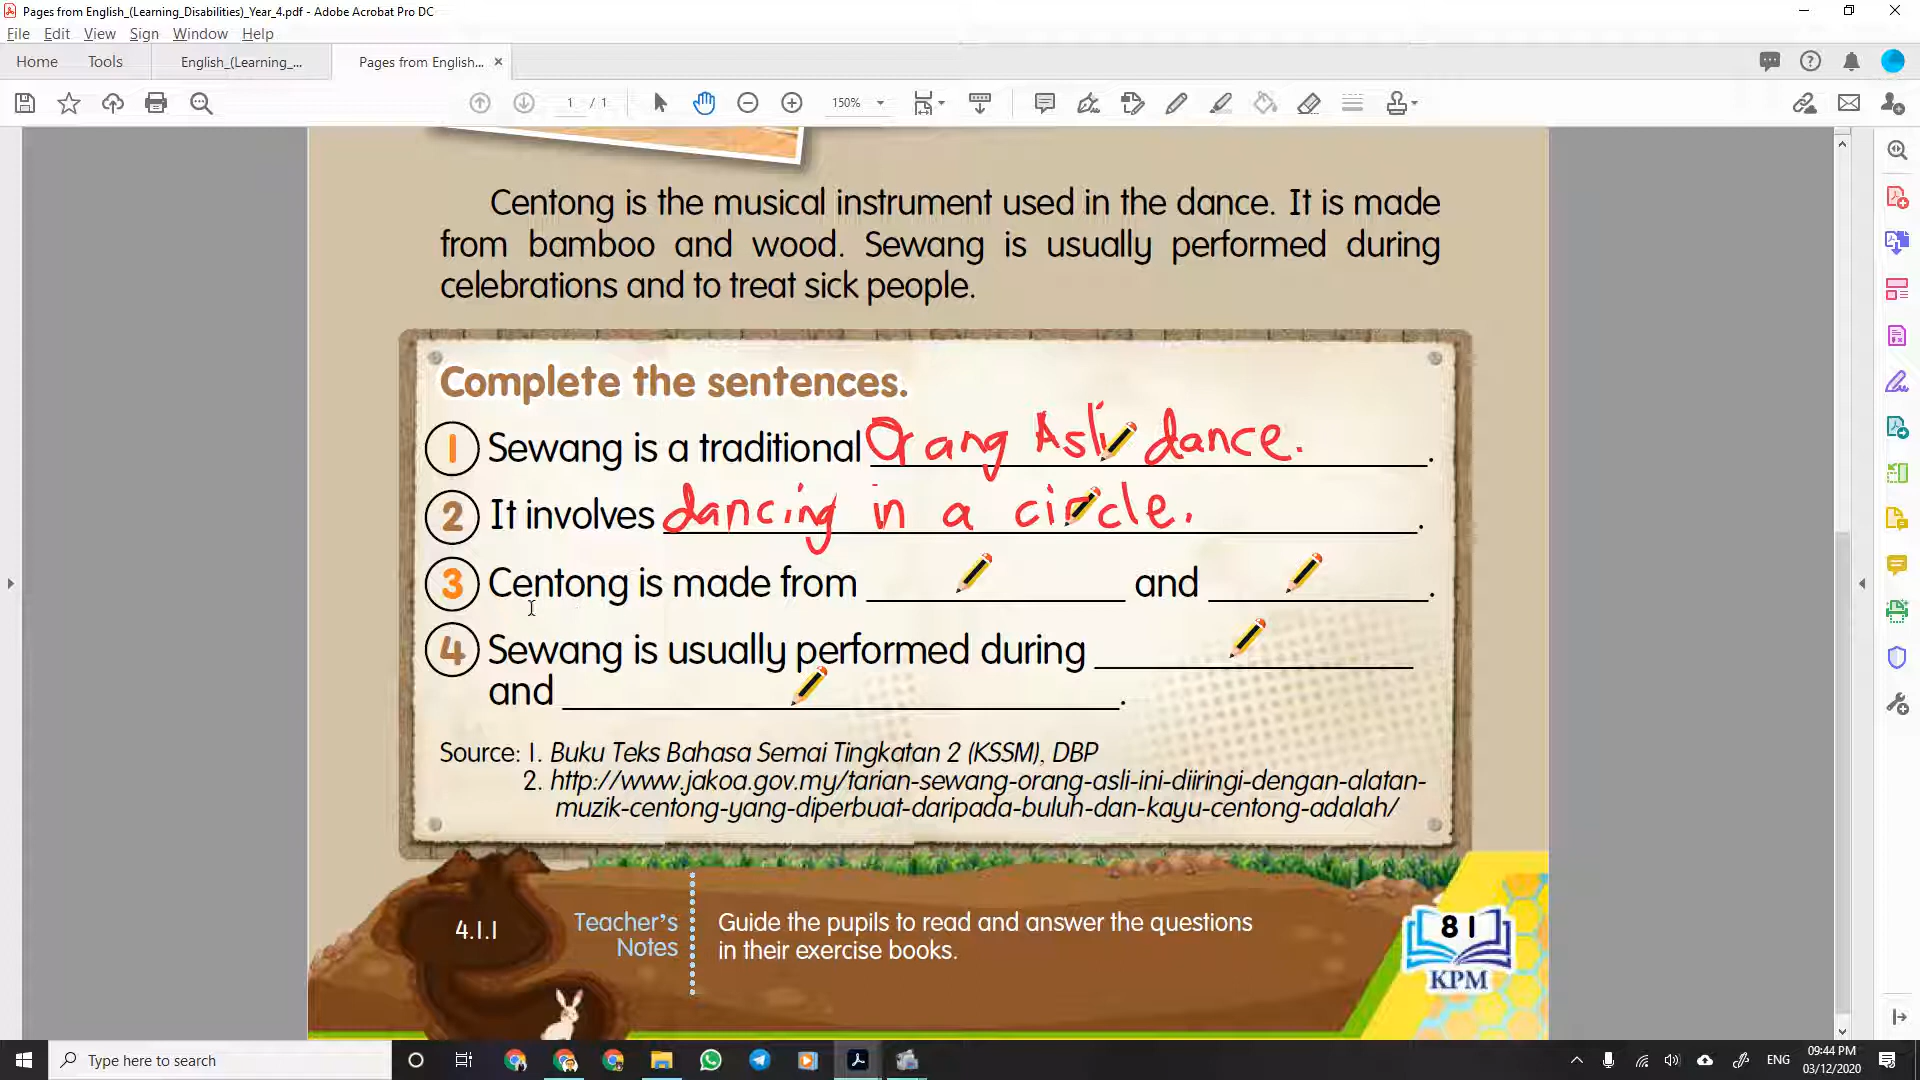 Pages from English_(Learning_Disabilities)_Year_4.pdf - Adobe Acrobat Pro DC
File Edit View Sign Window Help
Home Tools English_(Learning_... Pages from English... ×
1 / 1 150%
Centong is the musical instrument used in the dance. It is made
from bamboo and wood. Sewang is usually performed during
celebrations and to treat sick people.
Complete the sentences.
1 Sewang is a traditional Orang Asli dance. .
2 It involves dancing in a circle. .
3 Centong is made from ____ and ____.
4 Sewang is usually performed during ____
and ____.
Source: 1. Buku Teks Bahasa Semai Tingkatan 2 (KSSM), DBP
2. http://www.jakoa.gov.my/tarian-sewang-orang-asli-ini-diiringi-dengan-alatan-
muzik-centong-yang-diperbuat-daripada-buluh-dan-kayu-centong-adalah/
4.1.1
Teacher's
Notes
Guide the pupils to read and answer the questions
in their exercise books.
81
KPM
Type here to search
ENG
09:44 PM
03/12/2020